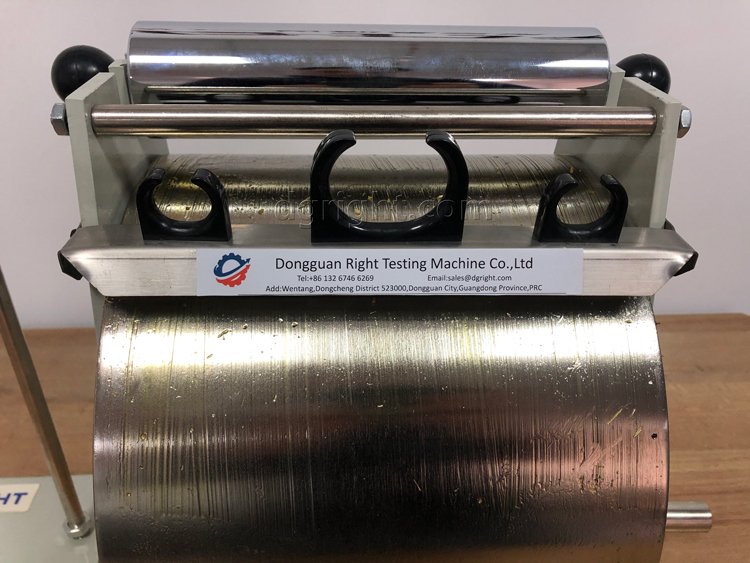 dgright.com
Dongguan Right Testing Machine Co.,Ltd
Tel:+86 132 6746 6269 Email:sales@dgright.com
Add:Wentang,Dongcheng District 523000,Dongguan City,Guangdong Province,PRC
HT